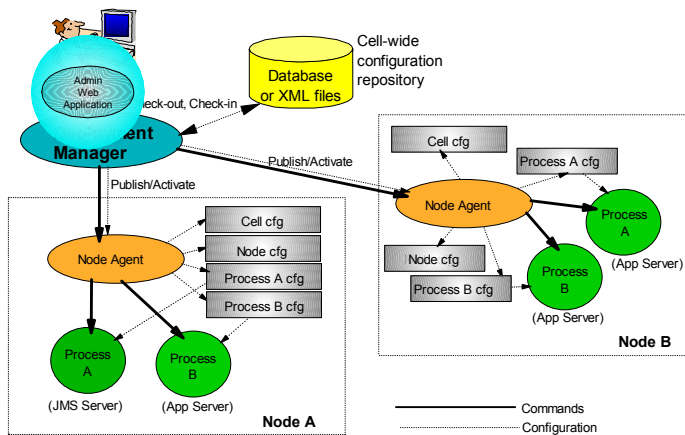 Admin
Web
Application
heck-out, Check-in
Database
or XML files
Cell-wide
configuration
repository
ent
Manager
Publish/Activate
Publish/Activate
Cell cfg
Process A cfg
Node Agent
Process
A
(App Server)
Node cfg
Process B cfg
Process
B
(App Server)
Node B
Cell cfg
Node cfg
Process A cfg
Process B cfg
Node Agent
Process
A
(JMS Server)
Process
B
(App Server)
Node A
Commands
Configuration